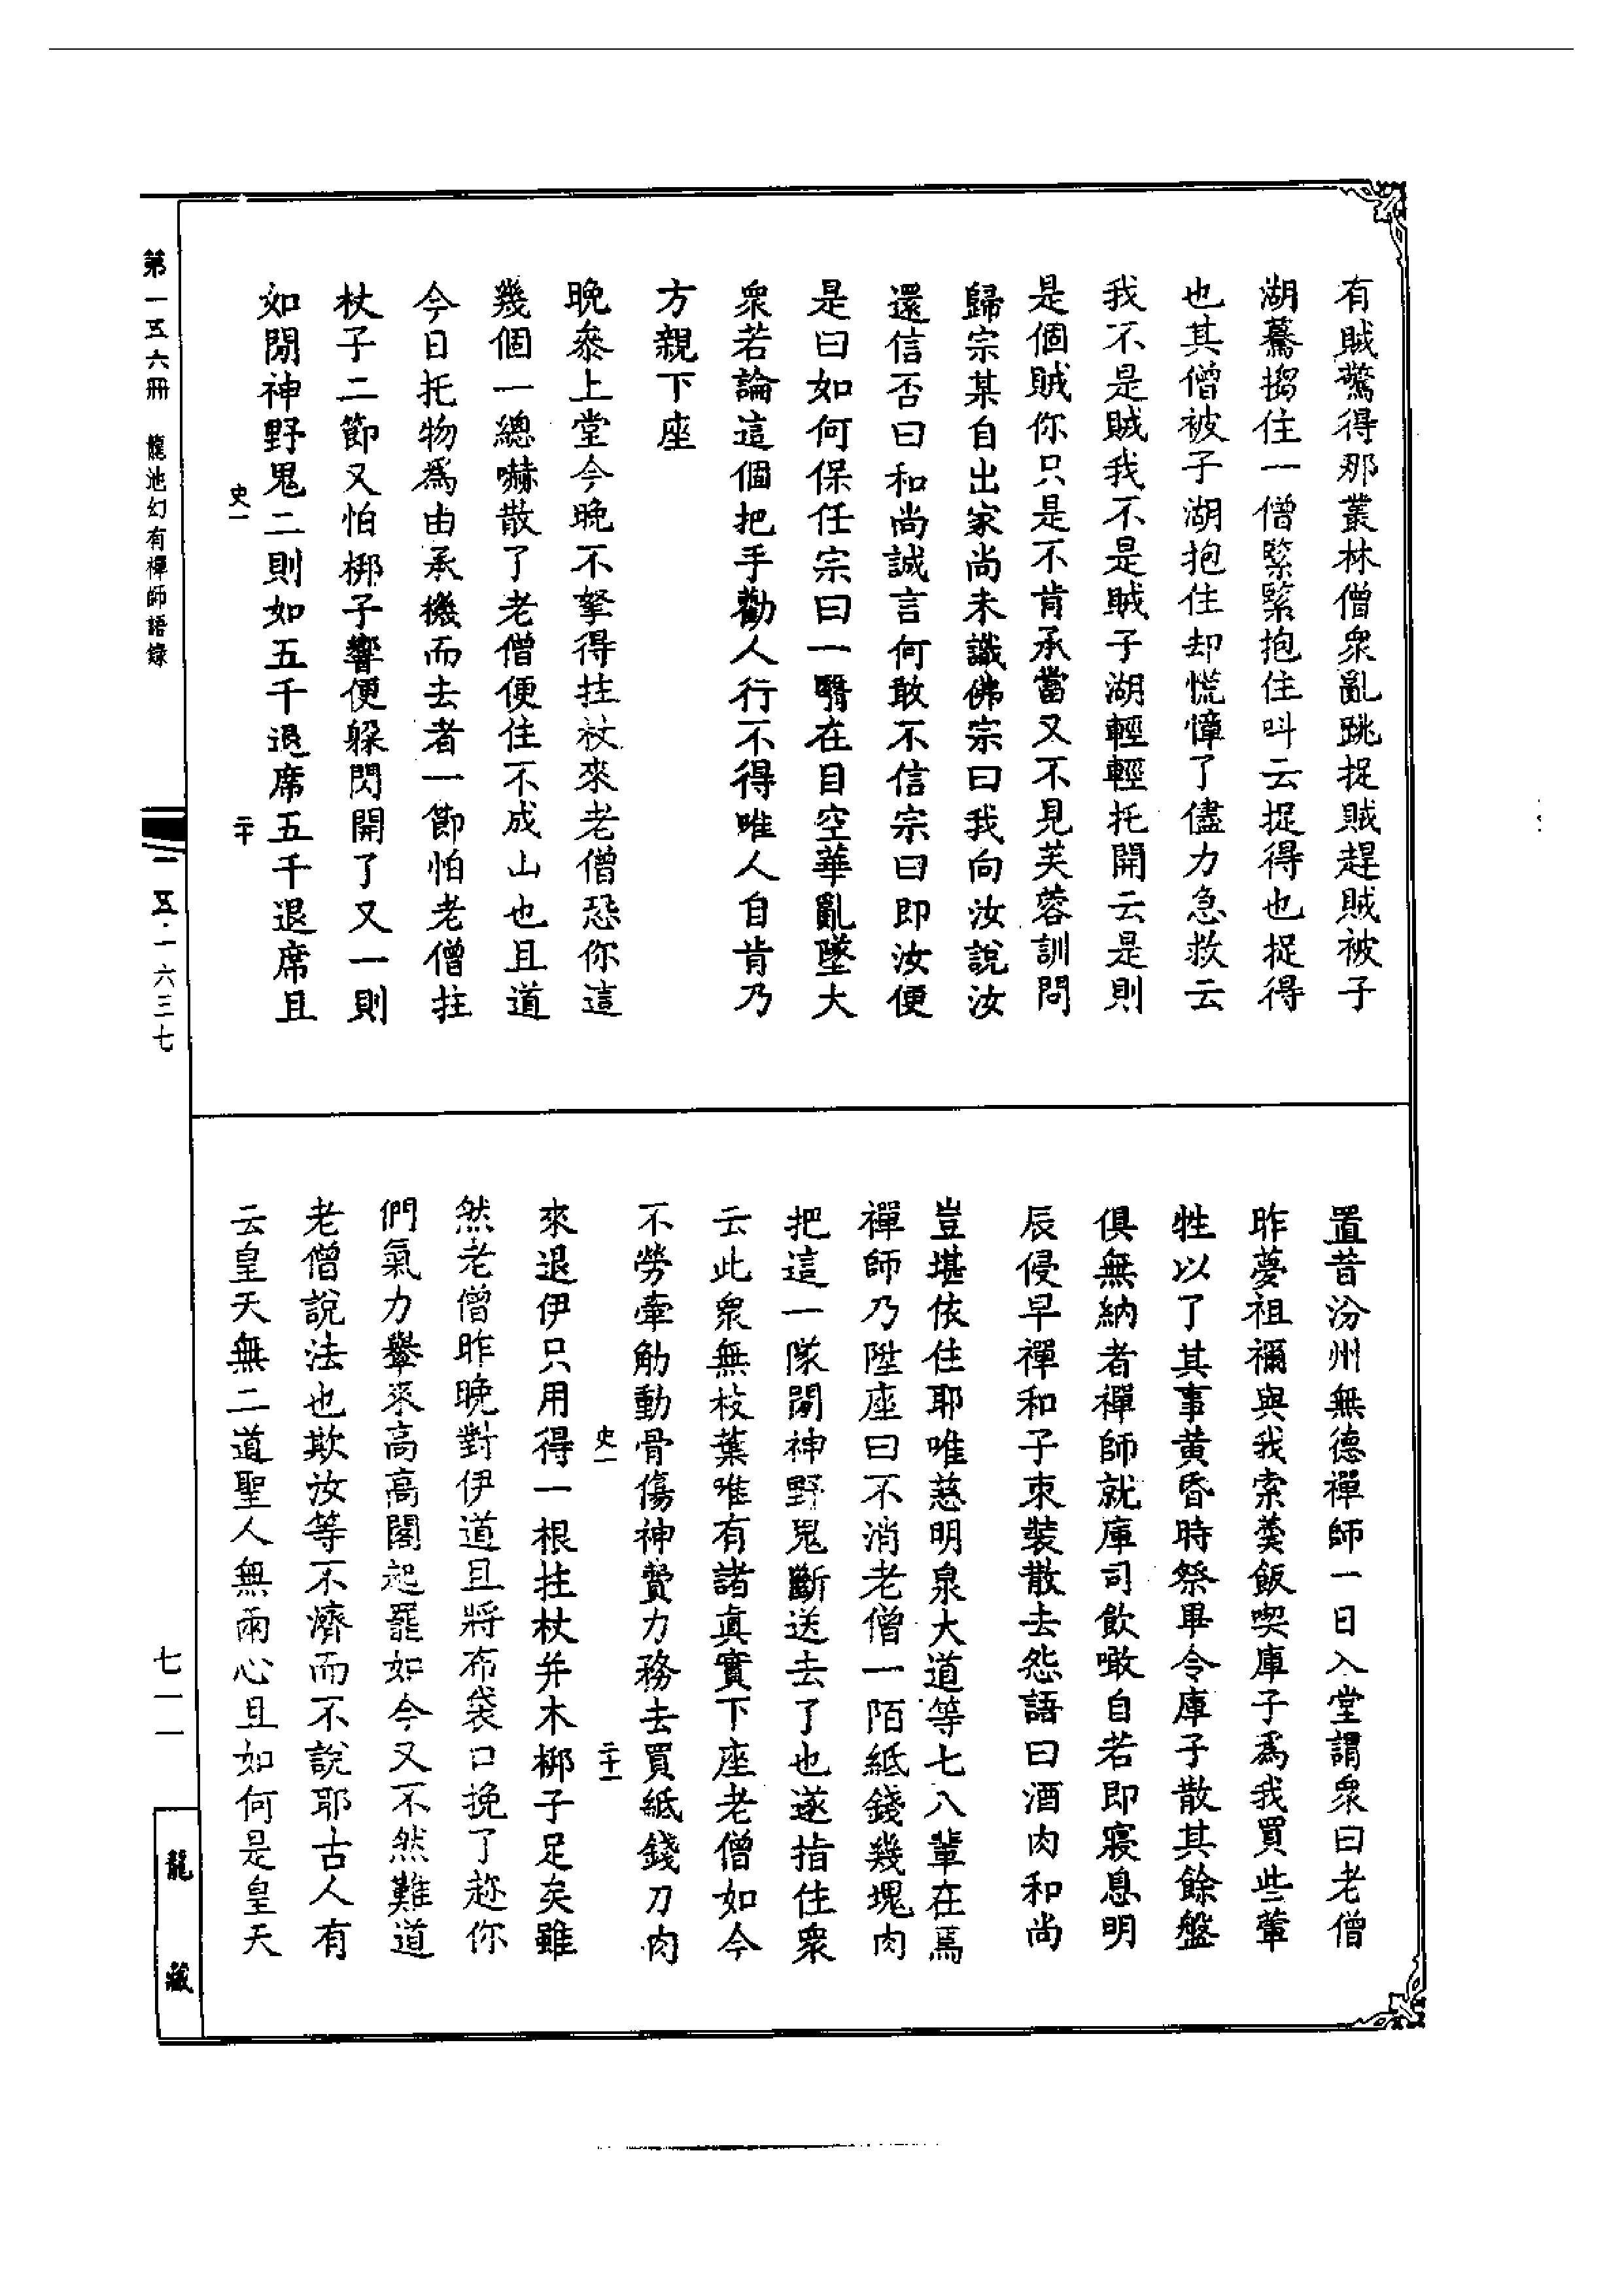 有賊驚得那叢林僧衆亂跳捉賊趕賊被子
湖驀搊住一僧緊緊抱住叫云捉得也捉得
也其僧被子湖抱住却慌慞了儘力急救云
我不是賊我不是賊子湖輕輕托開云是則
是個賊你只是不肯承當又不見芙蓉訓問
歸宗某自出家尚未識佛宗曰我向汝說汝
還信否曰和尚誠言何敢不信宗曰即汝便
是曰如何保任宗曰一翳在目空華亂墜大
衆若論這個把手勸人行不得唯人自肯乃
方親下座
晚叅上堂今晚不拏得拄杖來老僧恐你這
幾個一總嚇散了老僧便住不成山也且道
今日托物爲由承機而去者一節怕老僧拄
杖子二節又怕梆子響便躲閃開了又一則
如閒神野鬼二則如五千退席五千退席且
史一
二十
置昔汾州無德禪師一日入堂謂衆曰老僧
昨夢祖禰與我索羹飯喫庫子爲我買些葷
牲以了其事黄昏時祭畢令庫子散其餘盤
俱無納者禪師就庫司飲噉自若即寢息明
辰侵早禪和子束裝散去怨語曰酒肉和尚
豈堪依住耶唯慈明泉大道等七八輩在焉
禪師乃陞座曰不消老僧一陌紙錢幾塊肉
把這一隊閒神野鬼斷送去了也遂指住衆
云此衆無枝葉唯有諸真實下座老僧如今
不勞牽觔動骨傷神費力務去買紙錢刀肉
史一
二十一
來退伊只用得一根拄杖并木梆子足矣雖
然老僧昨晚對伊道且將布袋口挽了趂你
們氣力舉來高高閣起罷如今又不然難道
老僧說法也欺汝等不濟而不說耶古人有
云皇天無二道聖人無兩心且如何是皇天
第一五六冊　龍池幻有禪師語錄
一五·一六三七
七一一
龍藏